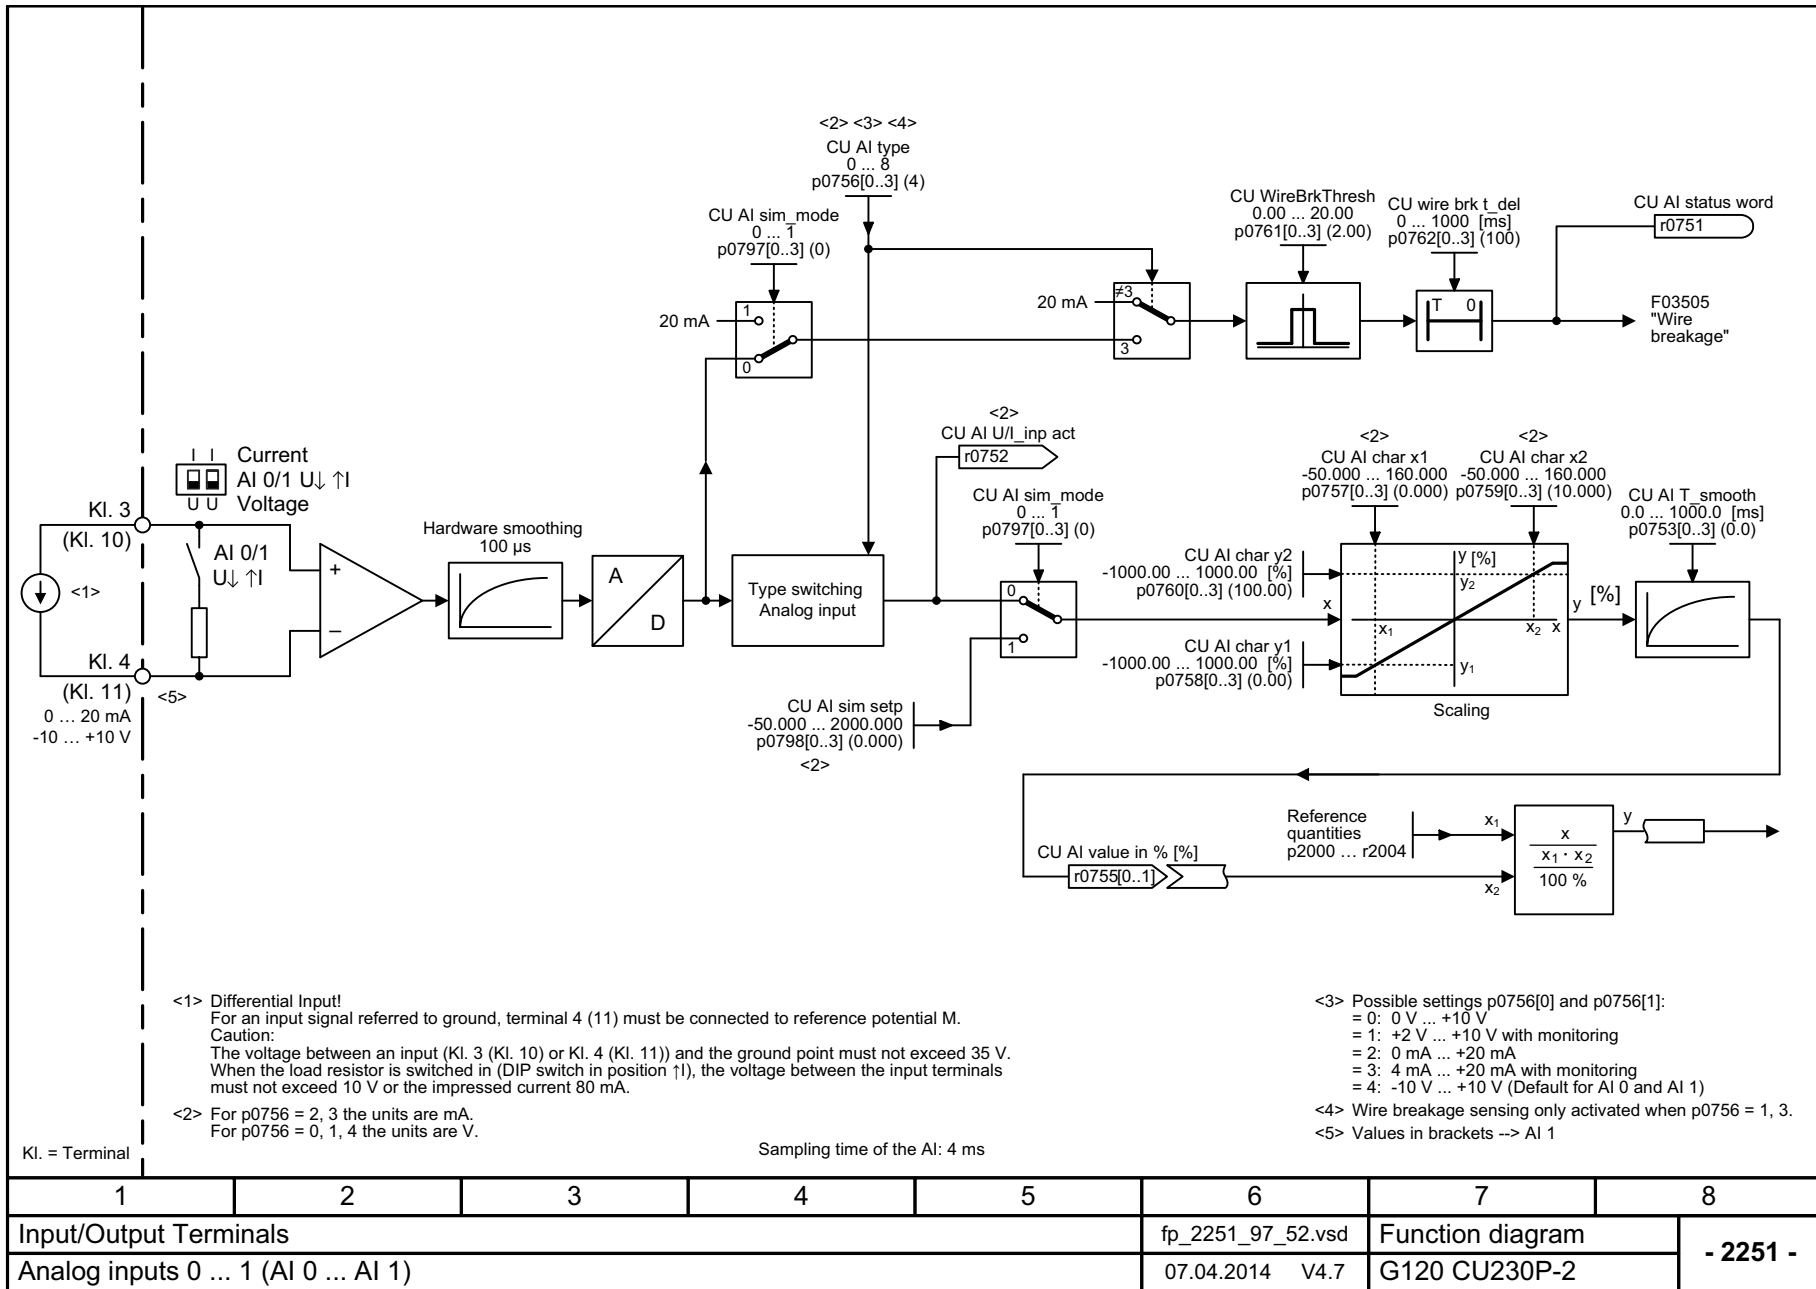 <2> <3> <4>
CU AI type
0 ... 8
p0756[0..3] (4)
CU AI sim_mode
0 ... 1
p0797[0..3] (0)
20 mA
1
0
CU WireBrkThresh
0.00 ... 20.00
p0761[0..3] (2.00)
CU wire brk t_del
0 ... 1000 [ms]
p0762[0..3] (100)
CU AI status word
r0751
20 mA
≠3
3
T 0
F03505
"Wire
breakage"
I I
U U
Current
AI 0/1 U↓ ↑I
Voltage
Kl. 3
(Kl. 10)
AI 0/1
U↓ ↑I
<1>
Kl. 4
(Kl. 11)
<5>
0 ... 20 mA
-10 ... +10 V
+
–
Hardware smoothing
100 µs
A
D
Type switching
Analog input
<2>
CU AI U/I_inp act
r0752
CU AI sim_mode
0 ... 1
p0797[0..3] (0)
0
1
CU AI sim setp
-50.000 ... 2000.000
p0798[0..3] (0.000)
<2>
<2>
CU AI char x1
-50.000 ... 160.000
p0757[0..3] (0.000)
<2>
CU AI char x2
-50.000 ... 160.000
p0759[0..3] (10.000)
CU AI T_smooth
0.0 ... 1000.0 [ms]
p0753[0..3] (0.0)
CU AI char y2
-1000.00 ... 1000.00 [%]
p0760[0..3] (100.00)
x
CU AI char y1
-1000.00 ... 1000.00 [%]
p0758[0..3] (0.00)
y [%]
y2
x1
x2 x
y1
y [%]
Scaling
Reference
quantities
p2000 ... r2004
x1
x
x1 · x2
100 %
y
CU AI value in % [%]
r0755[0..1]
x2
<1> Differential Input!
For an input signal referred to ground, terminal 4 (11) must be connected to reference potential M.
Caution:
The voltage between an input (Kl. 3 (Kl. 10) or Kl. 4 (Kl. 11)) and the ground point must not exceed 35 V.
When the load resistor is switched in (DIP switch in position ↑I), the voltage between the input terminals
must not exceed 10 V or the impressed current 80 mA.
<2> For p0756 = 2, 3 the units are mA.
For p0756 = 0, 1, 4 the units are V.
<3> Possible settings p0756[0] and p0756[1]:
= 0: 0 V ... +10 V
= 1: +2 V ... +10 V with monitoring
= 2: 0 mA ... +20 mA
= 3: 4 mA ... +20 mA with monitoring
= 4: -10 V ... +10 V (Default for AI 0 and AI 1)
<4> Wire breakage sensing only activated when p0756 = 1, 3.
<5> Values in brackets --> AI 1
Kl. = Terminal
Sampling time of the AI: 4 ms
1 2 3 4 5 6 7 8
Input/Output Terminals
fp_2251_97_52.vsd
Function diagram
- 2251 -
Analog inputs 0 ... 1 (AI 0 ... AI 1)
07.04.2014 V4.7
G120 CU230P-2